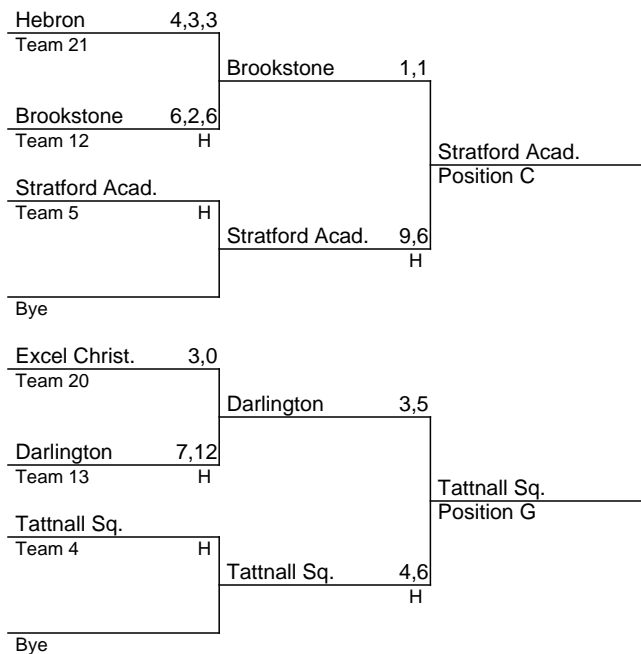 Hebron 4,3,3
Team 21
Brookstone 1,1
Brookstone 6,2,6
Team 12 H
Stratford Acad.
Position C
Stratford Acad.
Team 5 H
Stratford Acad. 9,6
H
Bye
Excel Christ. 3,0
Team 20
Darlington 3,5
Darlington 7,12
Team 13 H
Tattnall Sq.
Position G
Tattnall Sq.
Team 4 H
Tattnall Sq. 4,6
H
Bye